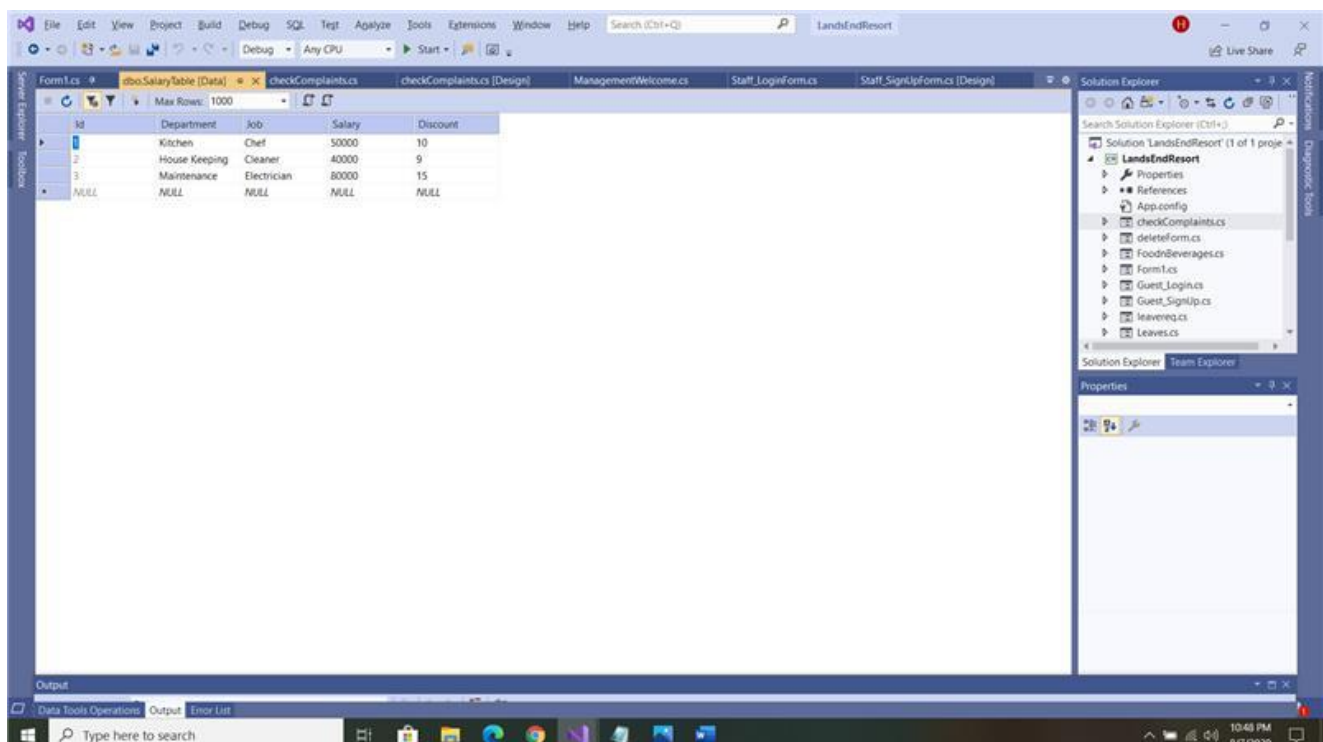 File Edit View Project Build Debug SQL Test Analyze Tools Extensions Window Help Search (Ctrl+Q) LandsEndResort H
Debug Any CPU Start Live Share
Form1.cs dbo.SalaryTable [Data] checkComplaints.cs checkComplaints.cs [Design] ManagementWelcome.cs Staff_LoginForm.cs Staff_SignUpForm.cs [Design] Solution Explorer
Server Explorer
Toolbox
Notifications
Diagnostic Tools
Max Rows: 1000
Search Solution Explorer (Ctrl+;)
Id Department Job Salary Discount
1 Kitchen Chef 50000 10
2 House Keeping Cleaner 40000 9
3 Maintenance Electrician 80000 15
NULL NULL NULL NULL NULL
Solution 'LandsEndResort' (1 of 1 proje
LandsEndResort
Properties
References
App.config
checkComplaints.cs
deleteForm.cs
FoodnBeverages.cs
Form1.cs
Guest_Login.cs
Guest_SignUp.cs
leavereq.cs
Leaves.cs
Solution Explorer Team Explorer
Properties
Output
Data Tools Operations Output Error List
Type here to search
10:48 PM